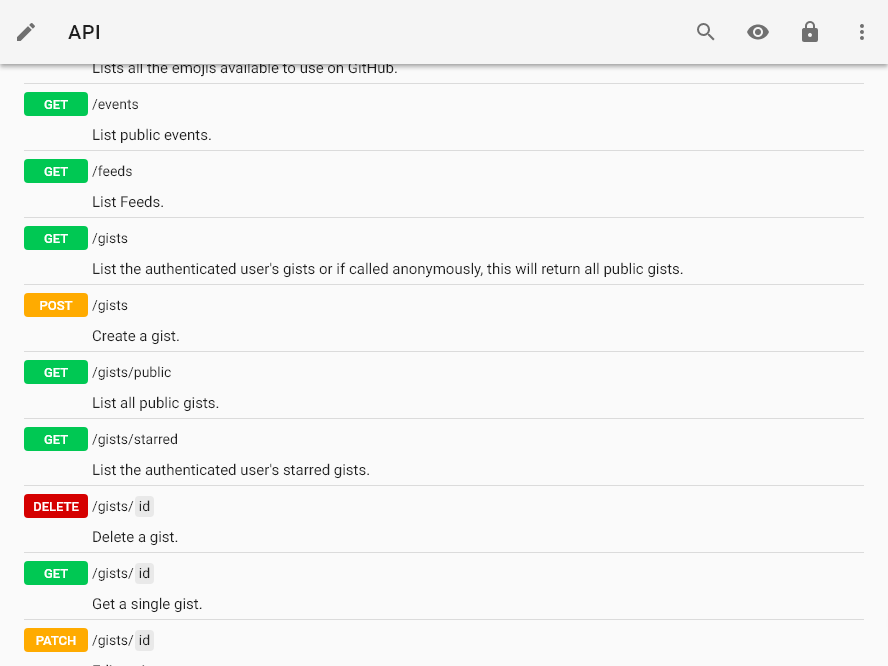 API
Lists all the emojis available to use on GitHub.
GET /events
List public events.
GET /feeds
List Feeds.
GET /gists
List the authenticated user's gists or if called anonymously, this will return all public gists.
POST /gists
Create a gist.
GET /gists/public
List all public gists.
GET /gists/starred
List the authenticated user's starred gists.
DELETE /gists/ id
Delete a gist.
GET /gists/ id
Get a single gist.
PATCH /gists/ id